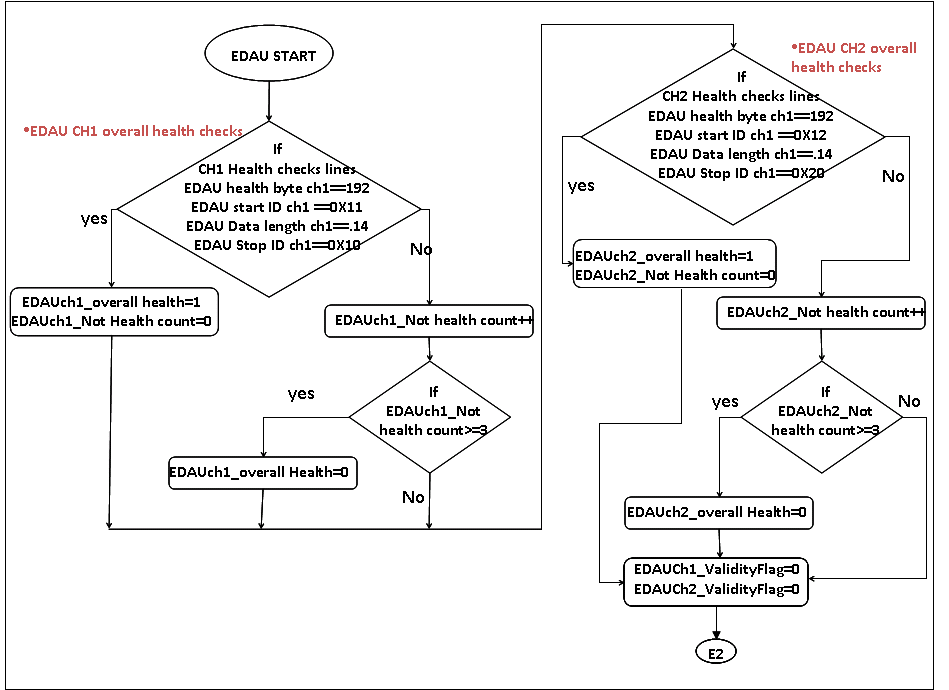 EDAU START
•EDAU CH1 overall health checks
If
CH1 Health checks lines
EDAU health byte ch1==192
EDAU start ID ch1 ==0X11
EDAU Data length ch1==.14
EDAU Stop ID ch1==0X10
yes
No
EDAUch1_overall health=1
EDAUch1_Not Health count=0
EDAUch1_Not health count++
If
EDAUch1_Not
health count>=3
yes
No
EDAUch1_overall Health=0
•EDAU CH2 overall
health checks
If
CH2 Health checks lines
EDAU health byte ch1==192
EDAU start ID ch1 ==0X12
EDAU Data length ch1==.14
EDAU Stop ID ch1==0X20
yes
No
EDAUch2_overall health=1
EDAUch2_Not Health count=0
EDAUch2_Not health count++
If
EDAUch2_Not
health count>=3
yes
No
EDAUch2_overall Health=0
EDAUCh1_ValidityFlag=0
EDAUCh2_ValidityFlag=0
E2